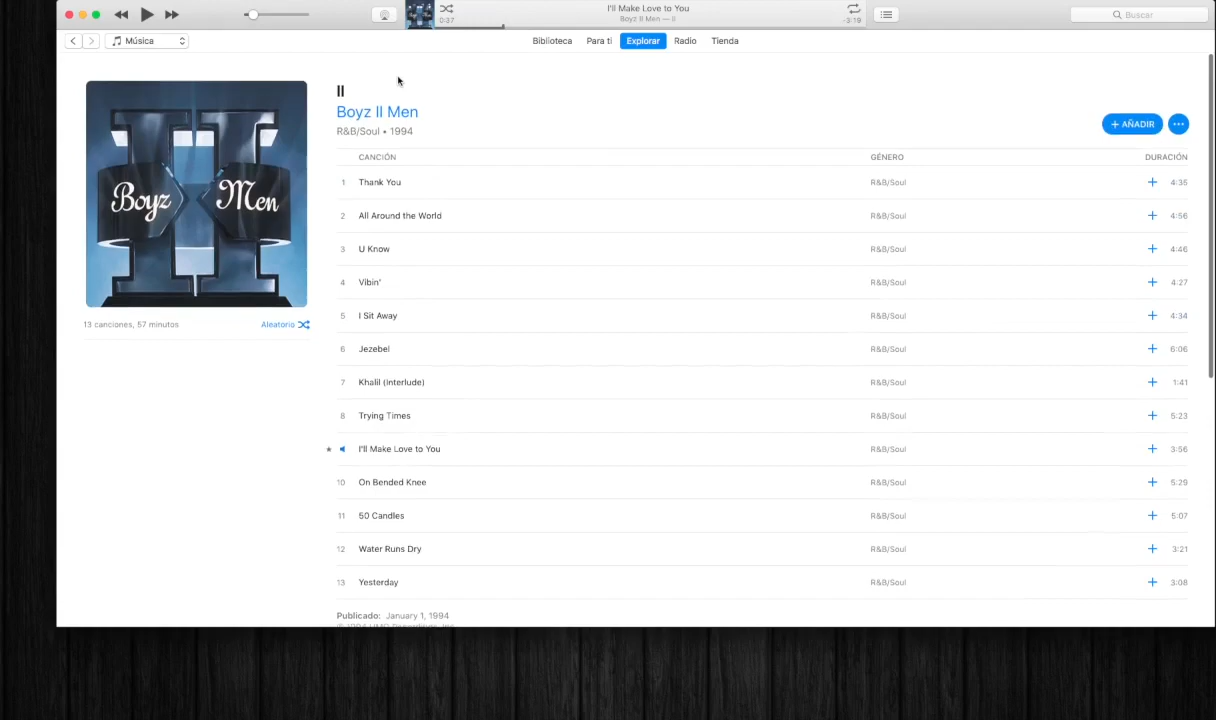 I'll Make Love to You
0:37
Boyz II Men — II
-3:19
Buscar
Música
Biblioteca
Para ti
Explorar
Radio
Tienda
II
Boyz II Men
R&B/Soul • 1994
+ AÑADIR
Boyz Men
CANCIÓN GÉNERO DURACIÓN
1 Thank You R&B/Soul + 4:35
2 All Around the World R&B/Soul + 4:56
3 U Know R&B/Soul + 4:46
4 Vibin' R&B/Soul + 4:27
5 I Sit Away R&B/Soul + 4:34
6 Jezebel R&B/Soul + 6:06
7 Khalil (Interlude) R&B/Soul + 1:41
8 Trying Times R&B/Soul + 5:23
★ I'll Make Love to You R&B/Soul + 3:56
10 On Bended Knee R&B/Soul + 5:29
11 50 Candles R&B/Soul + 5:07
12 Water Runs Dry R&B/Soul + 3:21
13 Yesterday R&B/Soul + 3:08
13 canciones, 57 minutos
Aleatorio
Publicado: January 1, 1994